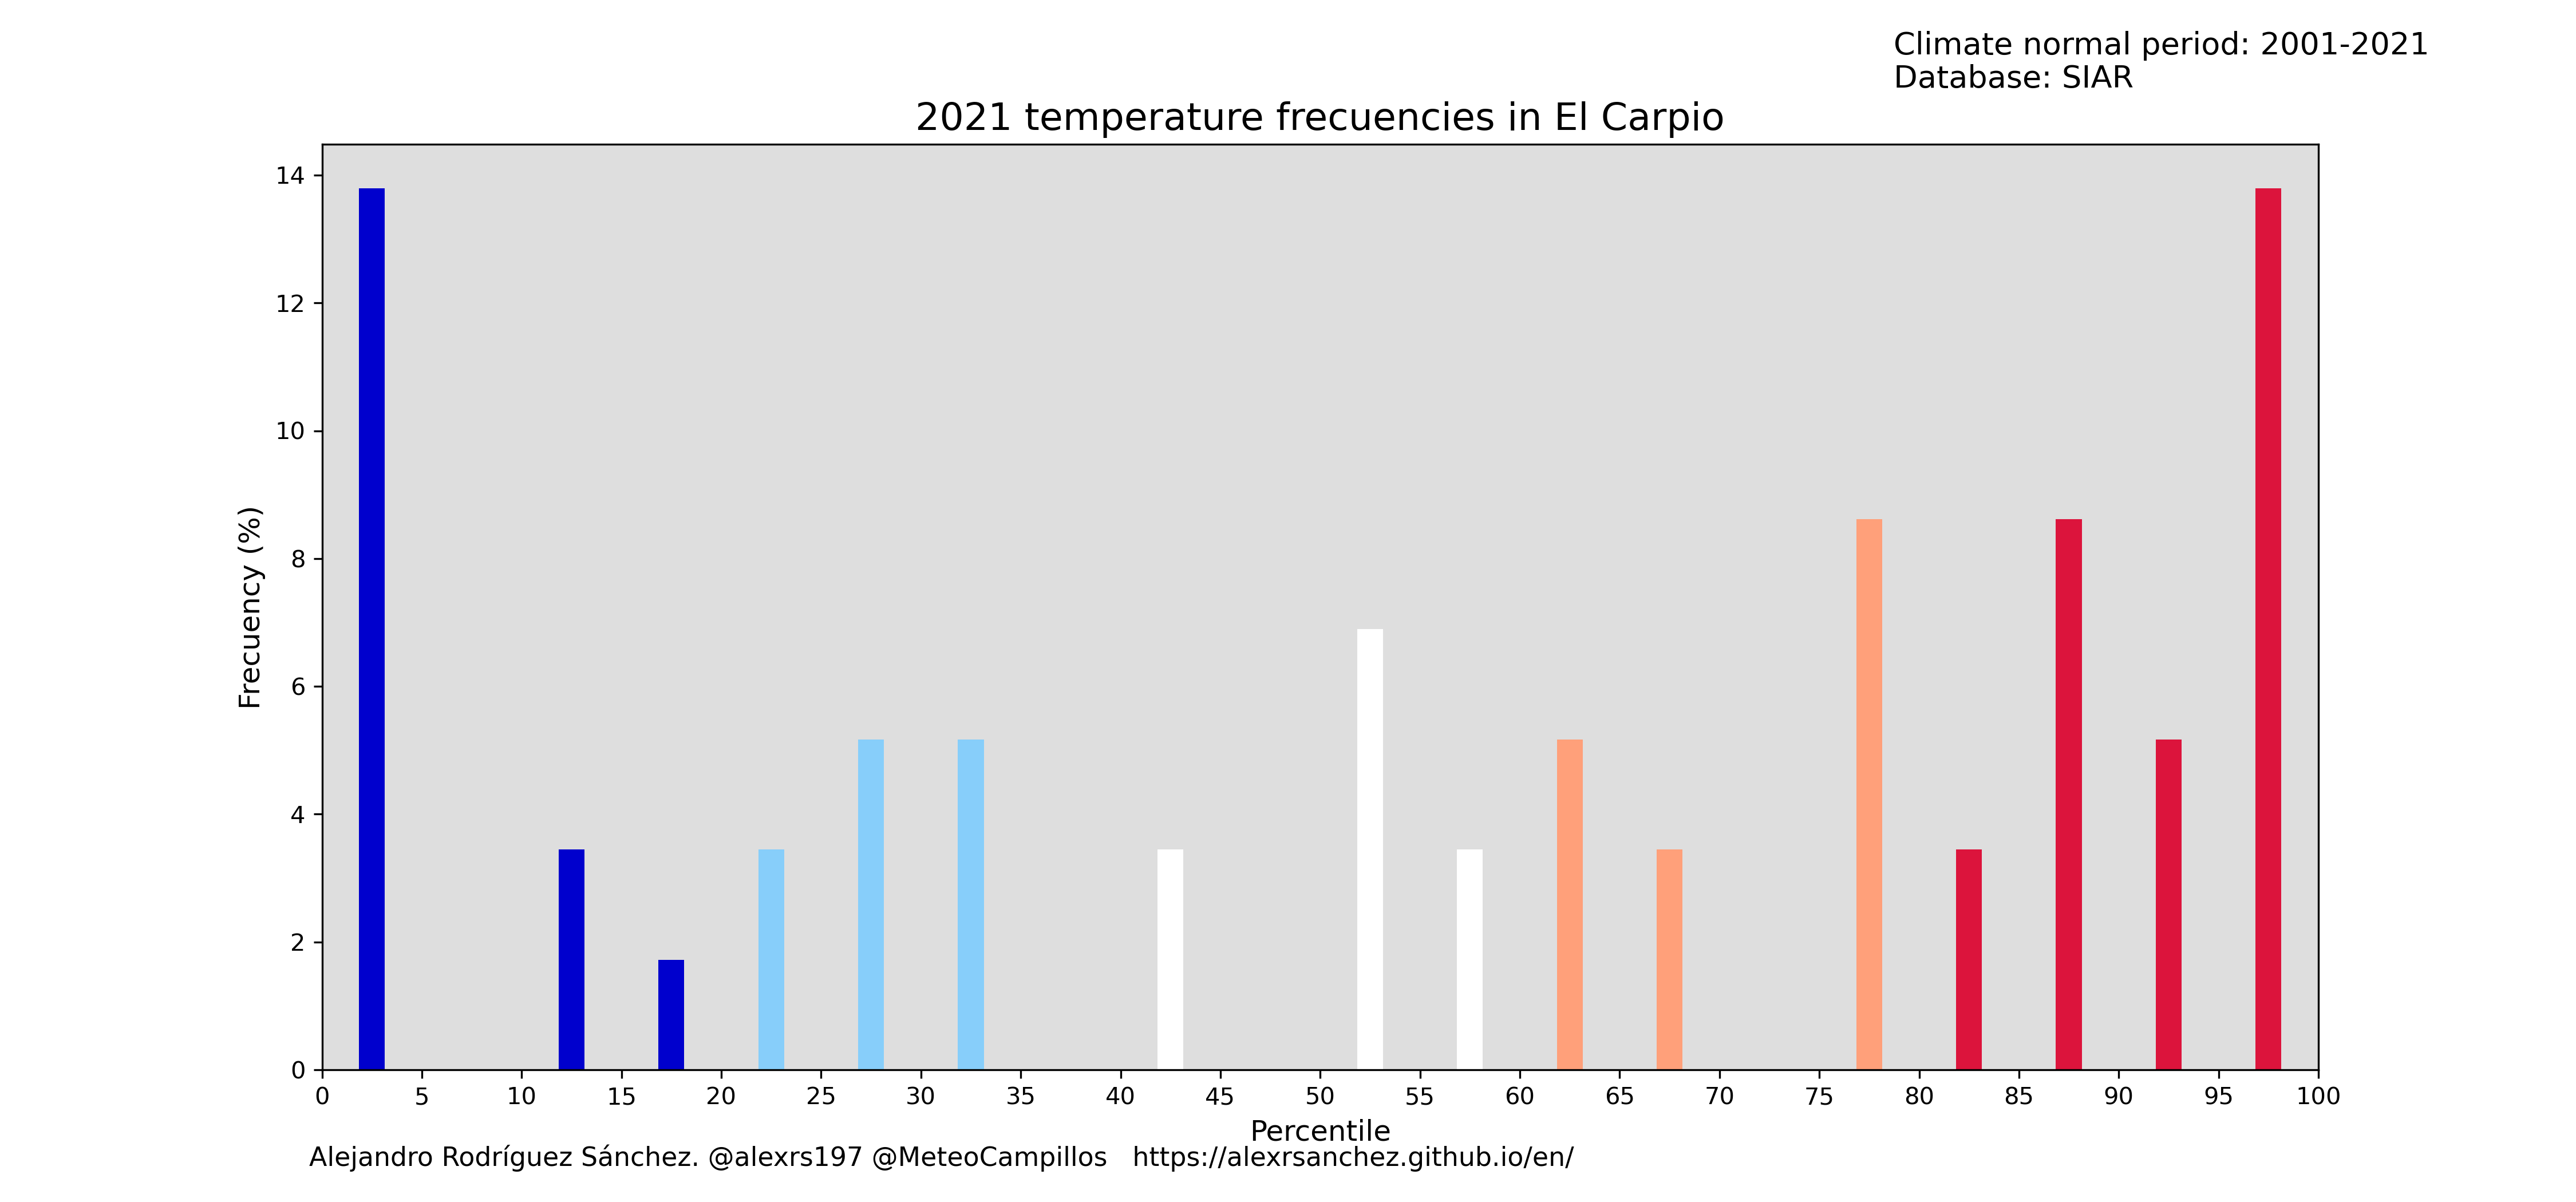 Climate normal period: 2001-2021
Database: SIAR
2021 temperature frecuencies in El Carpio
14
12
10
8
6
4
2
0
Frecuency (%)
0 5 10 15 20 25 30 35 40 45 50 55 60 65 70 75 80 85 90 95 100
Percentile
Alejandro Rodríguez Sánchez. @alexrs197 @MeteoCampillos https://alexrsanchez.github.io/en/